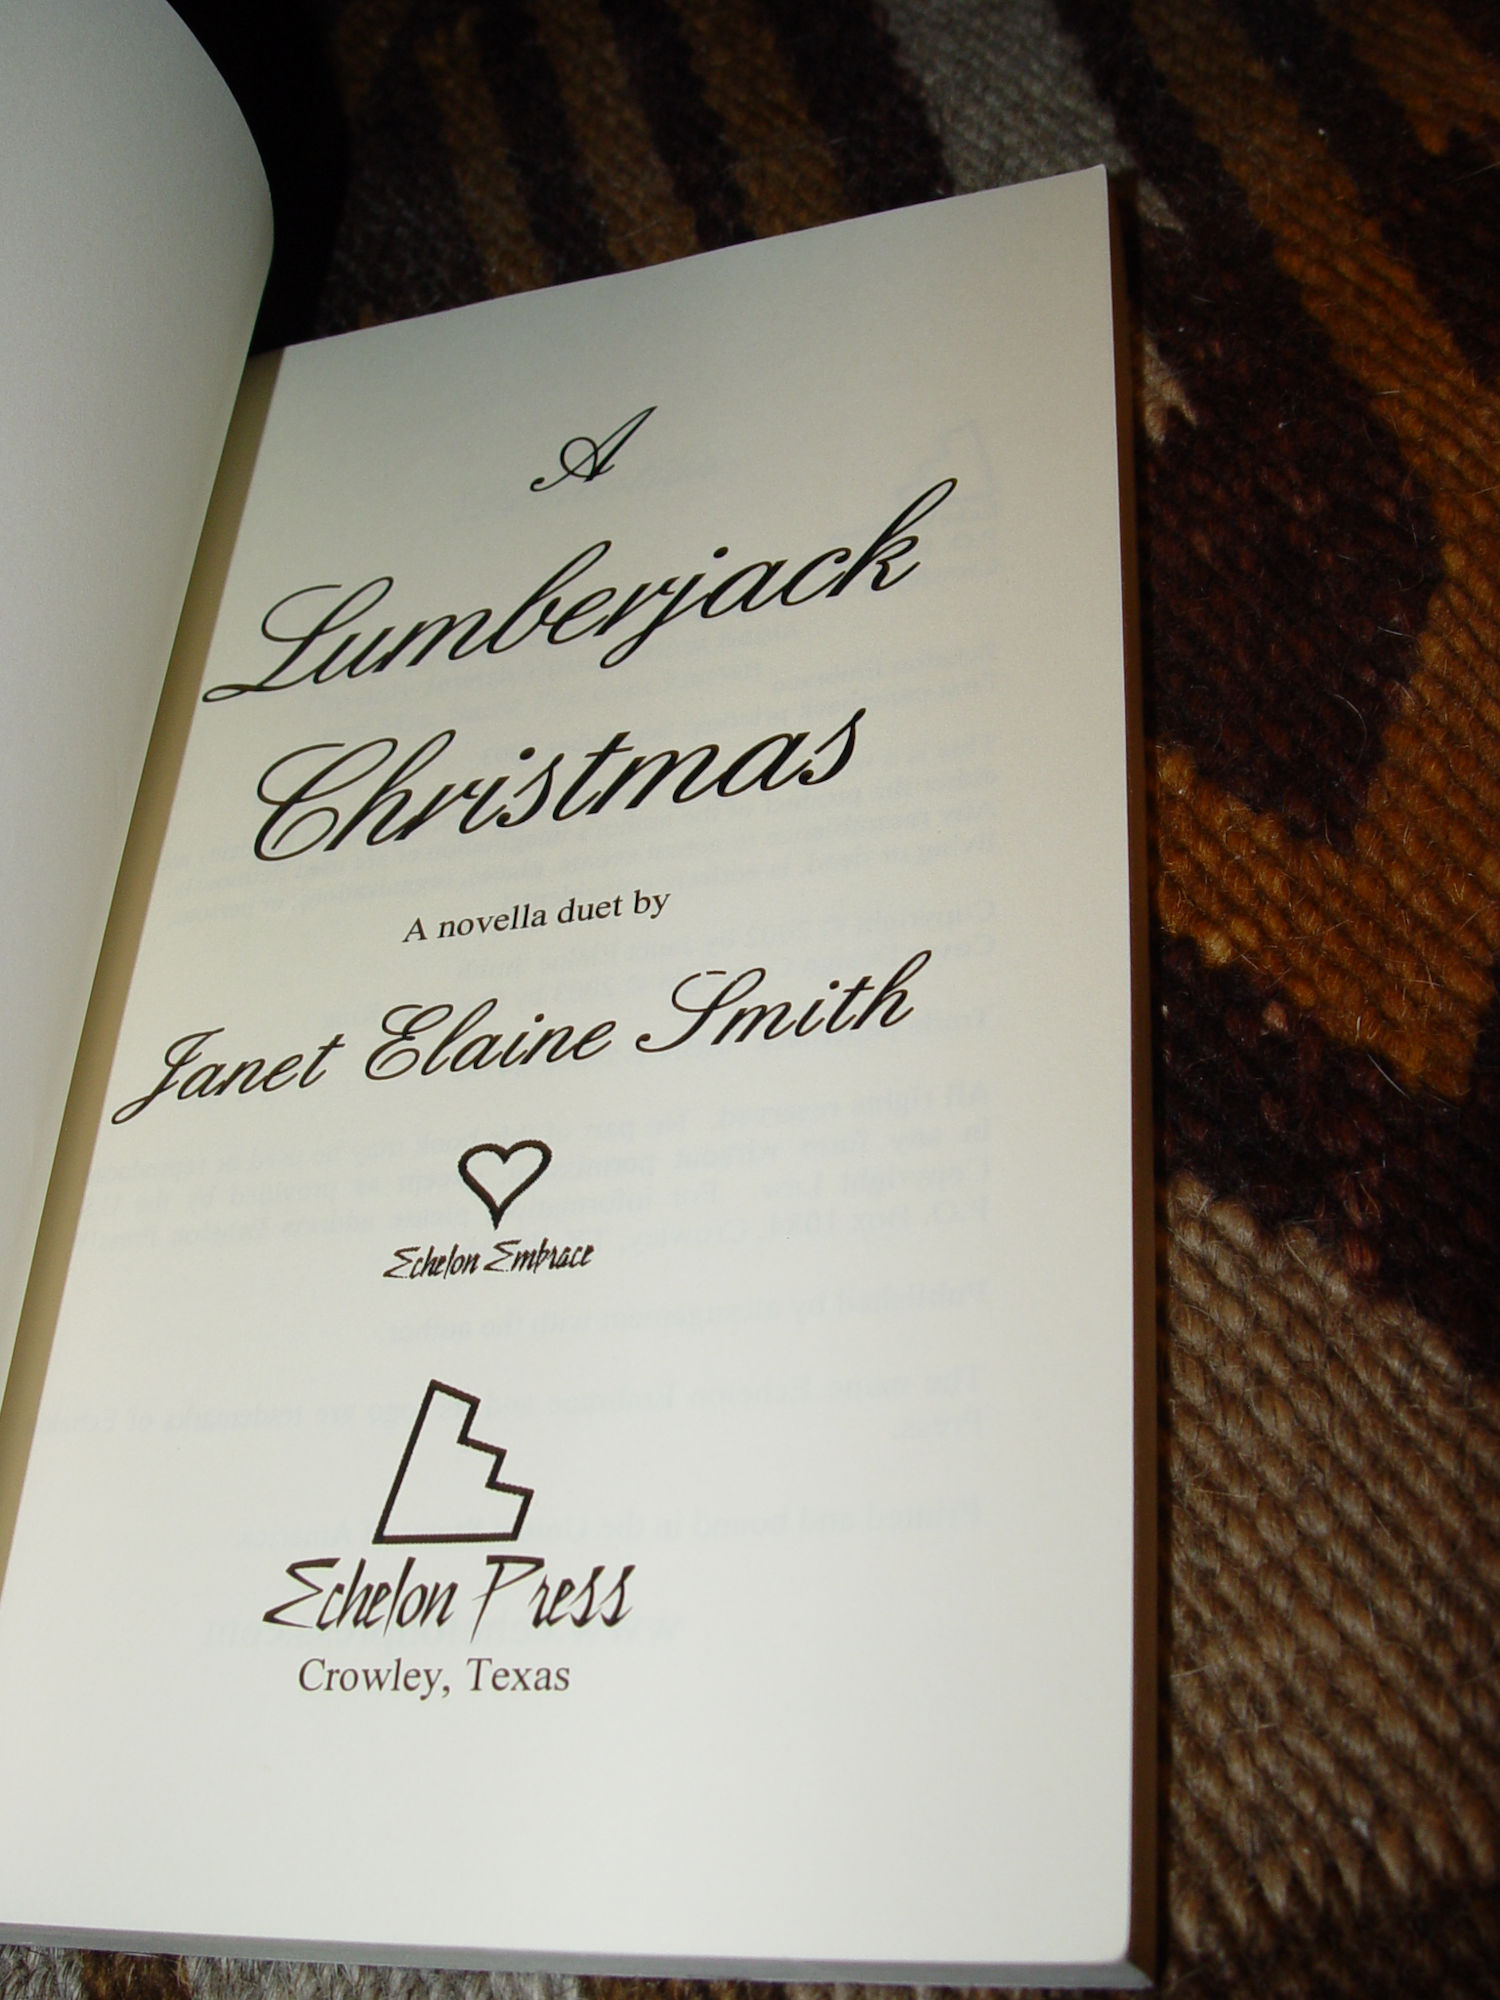 A
Lumberjack
Christmas
A novella duet by
Janet Elaine Smith
Echelon Embrace
Echelon Press
Crowley, Texas